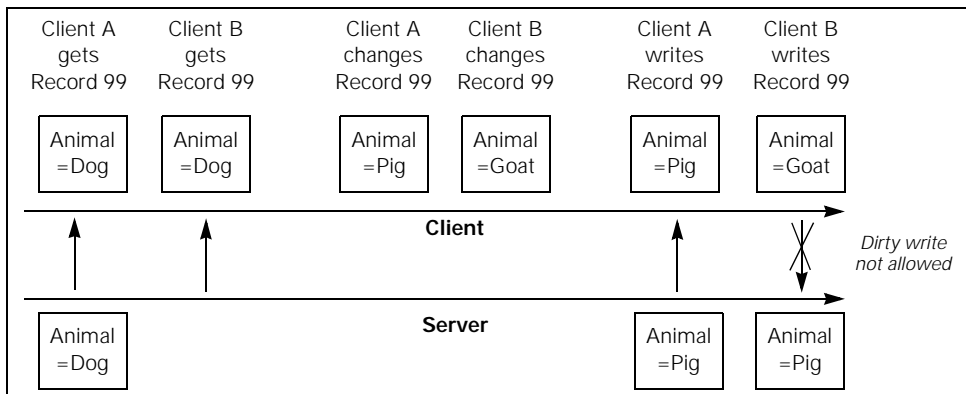 Client A
gets
Record 99
Client B
gets
Record 99
Client A
changes
Record 99
Client B
changes
Record 99
Client A
writes
Record 99
Client B
writes
Record 99
Animal
=Dog
Animal
=Dog
Animal
=Pig
Animal
=Goat
Animal
=Pig
Animal
=Goat
Client
Dirty write
not allowed
Server
Animal
=Dog
Animal
=Pig
Animal
=Pig